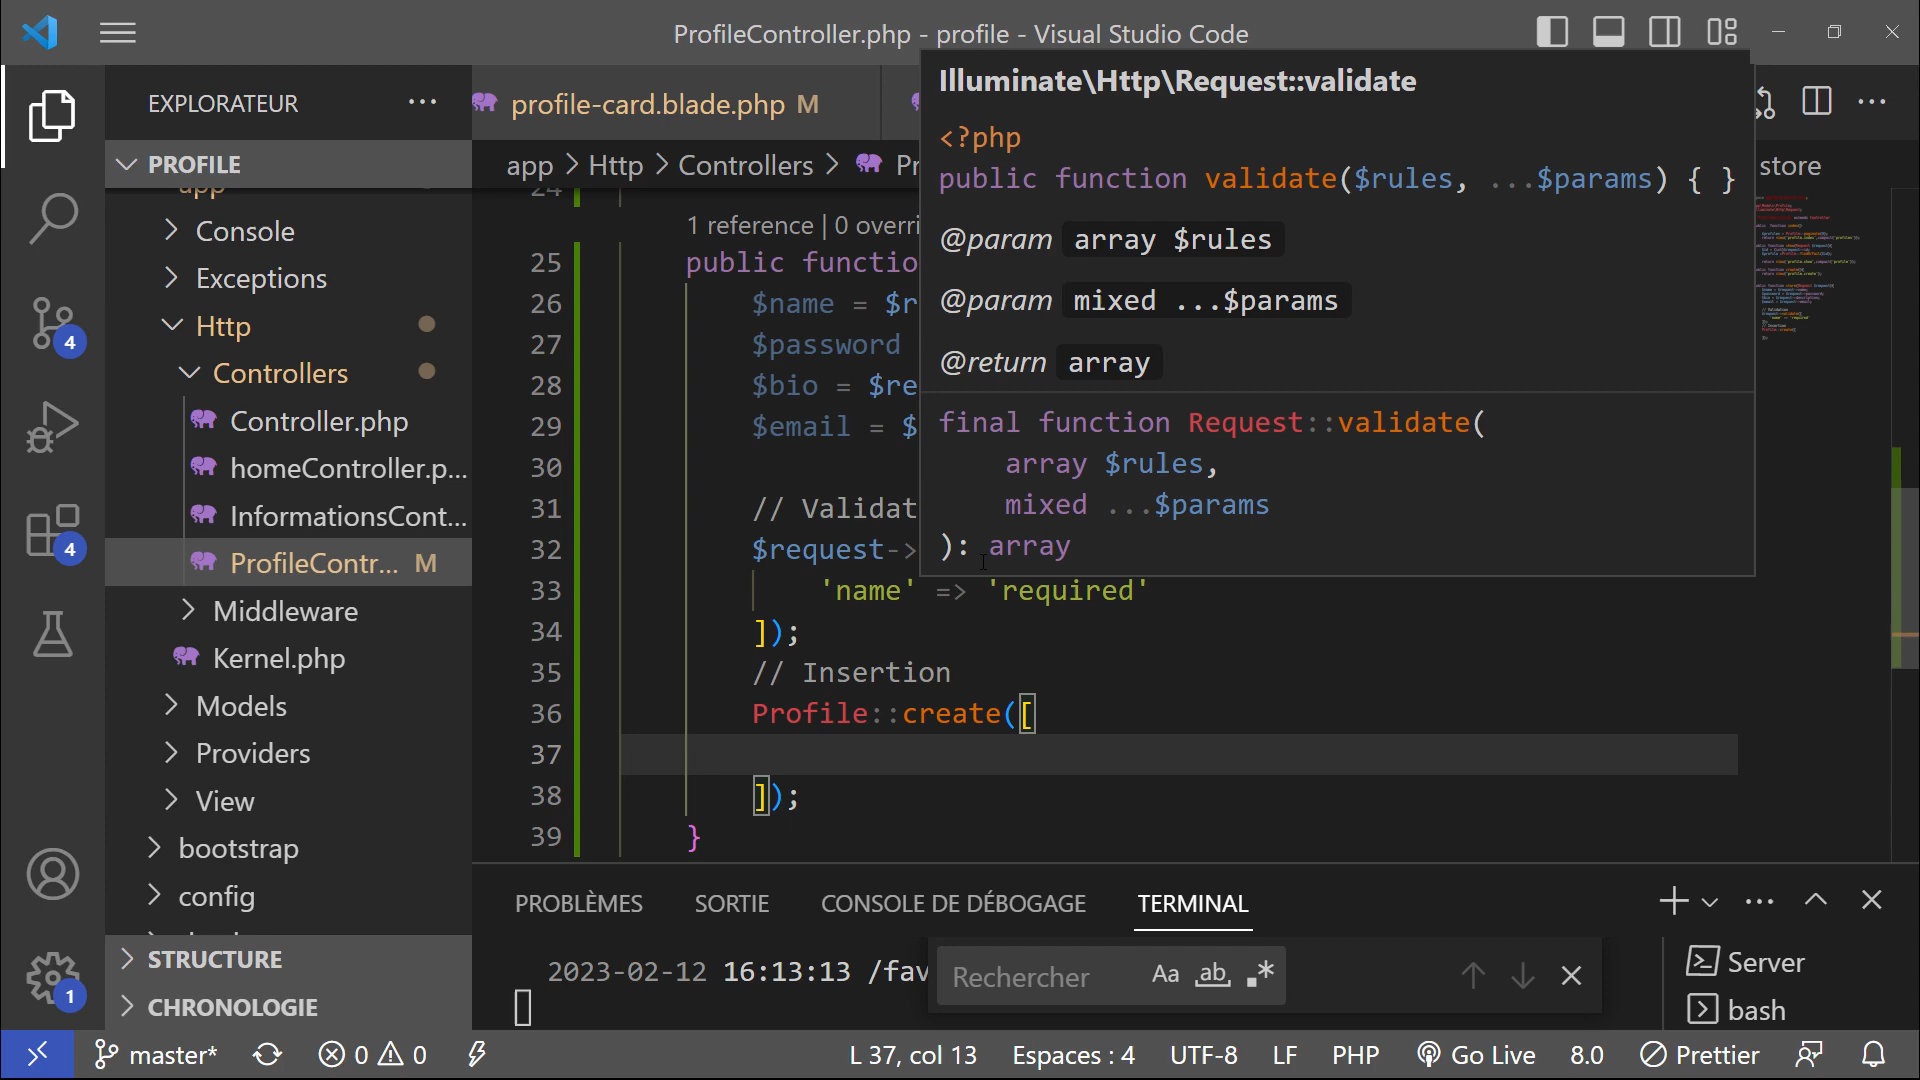 ProfileController.php - profile - Visual Studio Code
EXPLORATEUR
PROFILE
app
Console
Exceptions
Http
Controllers
Controller.php
homeController.p...
InformationsCont...
ProfileContr... M
Middleware
Kernel.php
Models
Providers
View
bootstrap
config
STRUCTURE
CHRONOLOGIE
4
4
1
profile-card.blade.php M
app > Http > Controllers > Pr
store
24
1 reference | 0 overri
25 public functio
26 $name = $r
27 $password
28 $bio = $re
29 $email = $
30
31 // Validat
32 $request->
33 'name' => 'required'
34 ]);
35 // Insertion
36 Profile::create([
37
38 ]);
39 }
Illuminate\Http\Request::validate
<?php
public function validate($rules, ...$params) { }
@param array $rules
@param mixed ...$params
@return array
final function Request::validate(
array $rules,
mixed ...$params
): array
PROBLÈMES SORTIE CONSOLE DE DÉBOGAGE TERMINAL
2023-02-12 16:13:13 /fav
Rechercher Aa ab .*
Server
bash
master* 0 0 L 37, col 13 Espaces : 4 UTF-8 LF PHP Go Live 8.0 Prettier